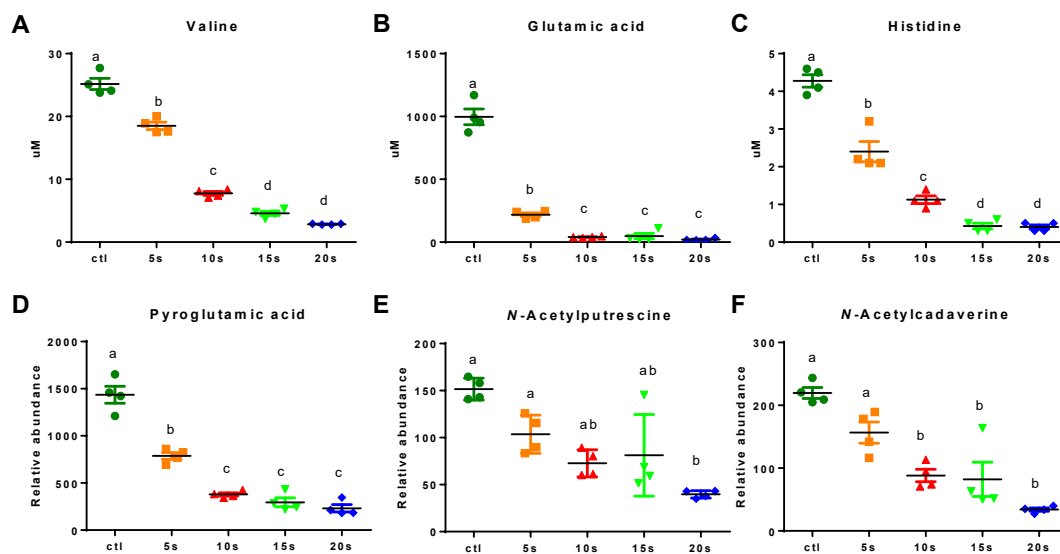 A
Valine
30
20
10
0
uM
a
b
c
d
d
ctl
5s
10s
15s
20s
B
Glutamic acid
1500
1000
500
0
uM
a
b
c
c
c
ctl
5s
10s
15s
20s
C
Histidine
5
4
3
2
1
0
uM
a
b
c
d
d
ctl
5s
10s
15s
20s
D
Pyroglutamic acid
2000
1500
1000
500
0
Relative abundance
a
b
c
c
c
ctl
5s
10s
15s
20s
E
N-Acetylputrescine
200
150
100
50
0
Relative abundance
a
a
ab
ab
b
ctl
5s
10s
15s
20s
F
N-Acetylcadaverine
300
200
100
0
Relative abundance
a
a
b
b
b
ctl
5s
10s
15s
20s